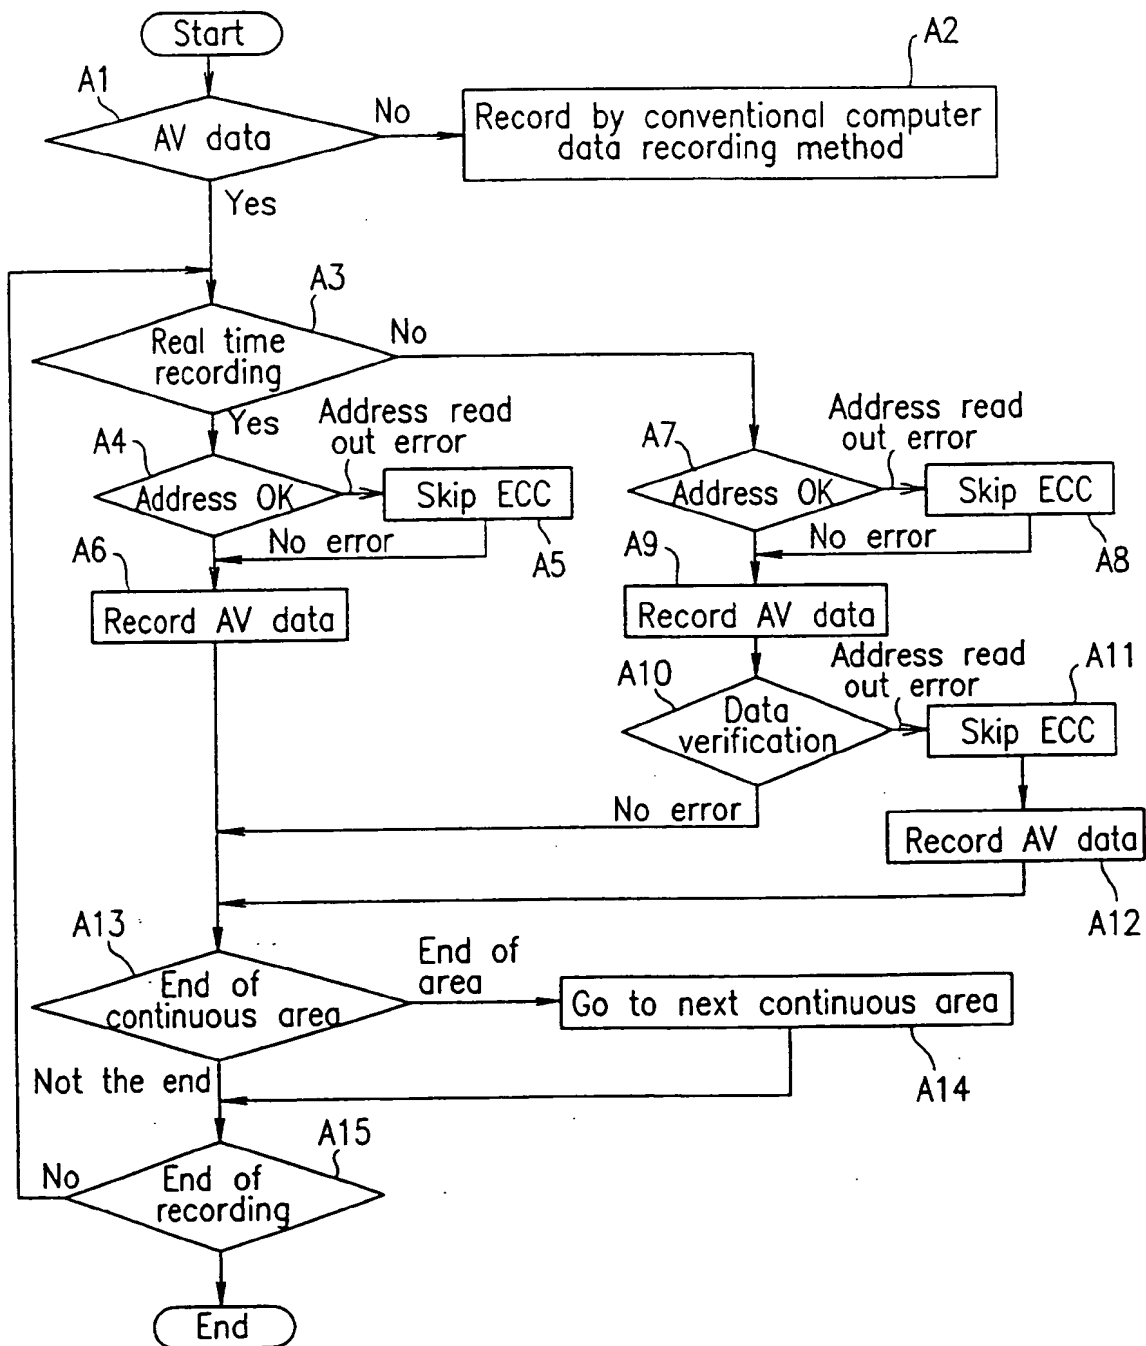 Start
A2
A1
No
AV data
Record by conventional computer
data recording method
Yes
A3
Real time
recording
No
Yes
Address read
out error
A4
Address OK
Skip ECC
A5
No error
A6
Record AV data
Address read
out error
A7
Address OK
Skip ECC
A8
No error
A9
Record AV data
A10
Address read
out error
A11
Data
verification
Skip ECC
No error
Record AV data
A12
A13
End of
area
End of
continuous area
Go to next continuous area
A14
Not the end
A15
No
End of
recording
End